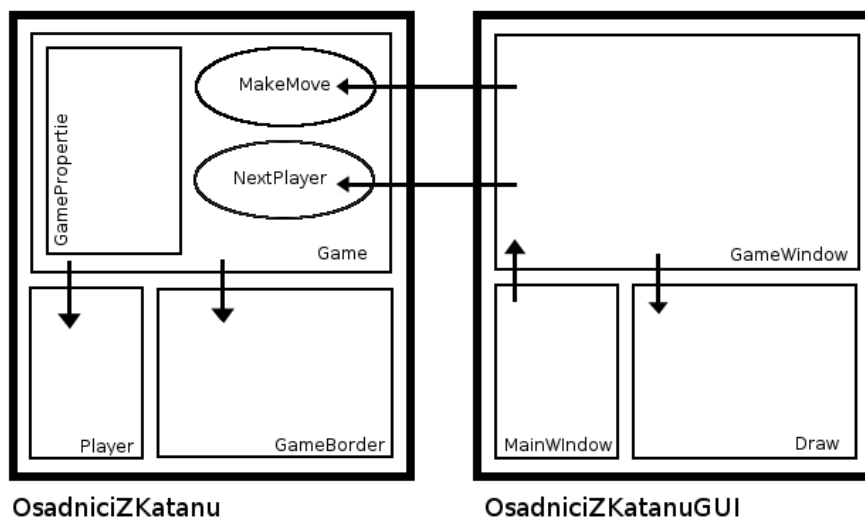 MakeMove
NextPlayer
GamePropertie
Game
Player
GameBorder
OsadniciZKatanu
GameWindow
MainWIndow
Draw
OsadniciZKatanuGUI